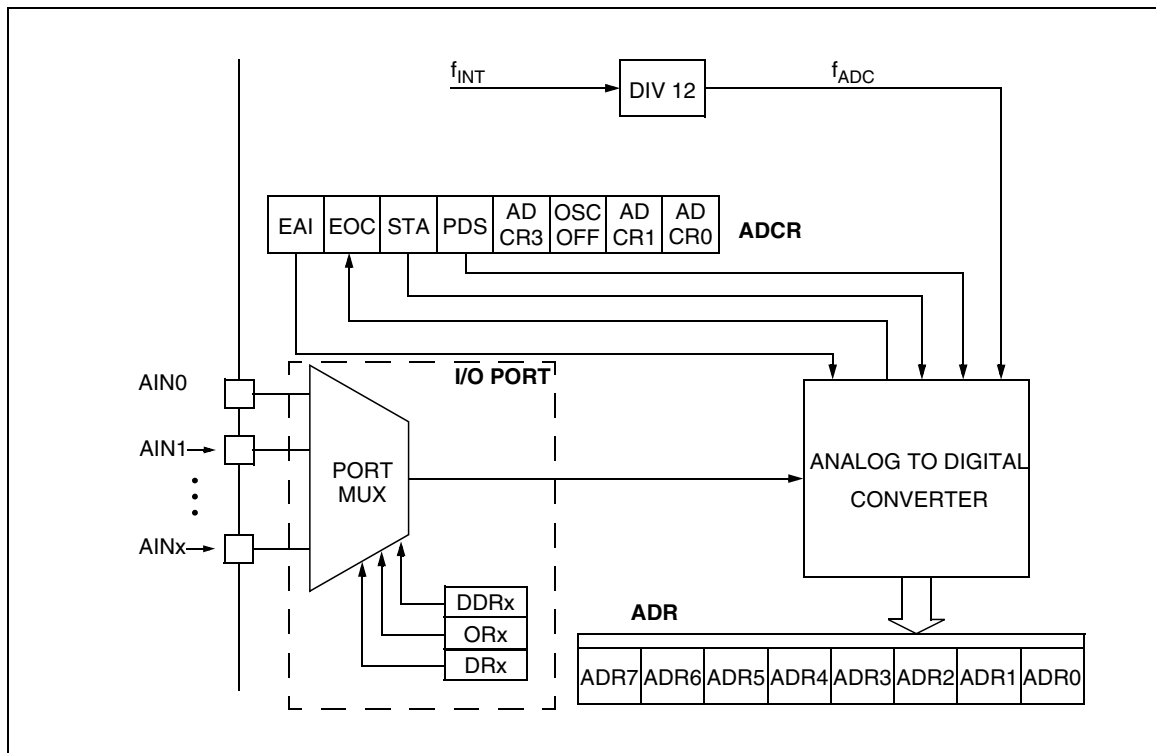 fINT
DIV 12
fADC
EAI EOC STA PDS AD CR3 OSC OFF AD CR1 AD CR0
ADCR
I/O PORT
AIN0
AIN1
AINx
PORT
MUX
ANALOG TO DIGITAL
CONVERTER
DDRx
ORx
DRx
ADR
ADR7 ADR6 ADR5 ADR4 ADR3 ADR2 ADR1 ADR0